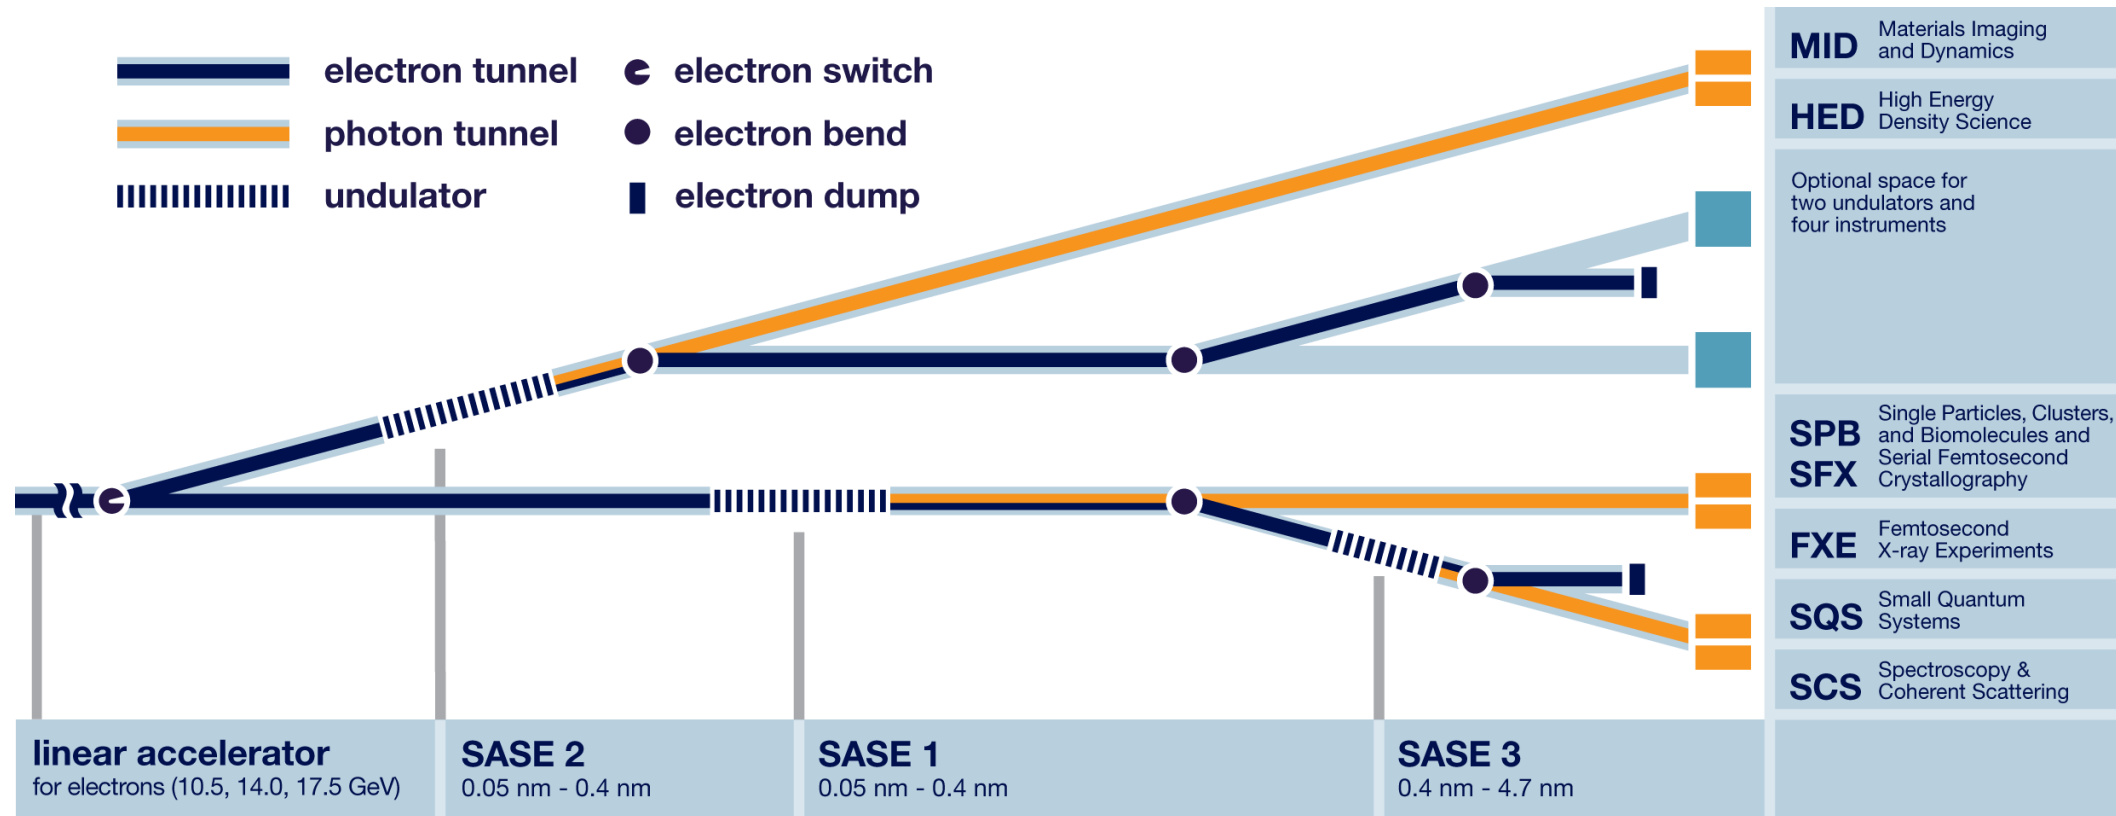 electron tunnel
electron switch
photon tunnel
electron bend
undulator
electron dump
MID
Materials Imaging
and Dynamics
HED
High Energy
Density Science
Optional space for
two undulators and
four instruments
SPB
SFX
Single Particles, Clusters,
and Biomolecules and
Serial Femtosecond
Crystallography
FXE
Femtosecond
X-ray Experiments
SQS
Small Quantum
Systems
SCS
Spectroscopy &
Coherent Scattering
linear accelerator
for electrons (10.5, 14.0, 17.5 GeV)
SASE 2
0.05 nm - 0.4 nm
SASE 1
0.05 nm - 0.4 nm
SASE 3
0.4 nm - 4.7 nm